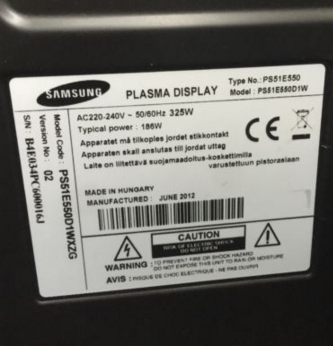 SAMSUNG
PLASMA DISPLAY
Type No.: PS51E550
Model : PS51E550D1W
AC220-240V ~ 50/60Hz 325W
Typical power : 186W
Apparatet må tilkoples jordet stikkontakt
Apparaten skall anslutas till jordat uttag
Laite on liitettävä suojamaadoitus-koskettimilla
varustettuun pistorasiaan
CE
MADE IN HUNGARY
MANUFACTURED : JUNE 2012
Model Code : PS51E550D1WXZG
Version No : 02
S/N : B4E034PC600016J
CAUTION
RISK OF ELECTRIC SHOCK
DO NOT OPEN
WARNING : TO PREVENT FIRE OR SHOCK HAZARD
DO NOT EXPOSE THIS UNIT TO RAIN OR MOISTURE
AVIS : RISQUE DE CHOC ELECTRIQUE - NE PAS OUVRIR